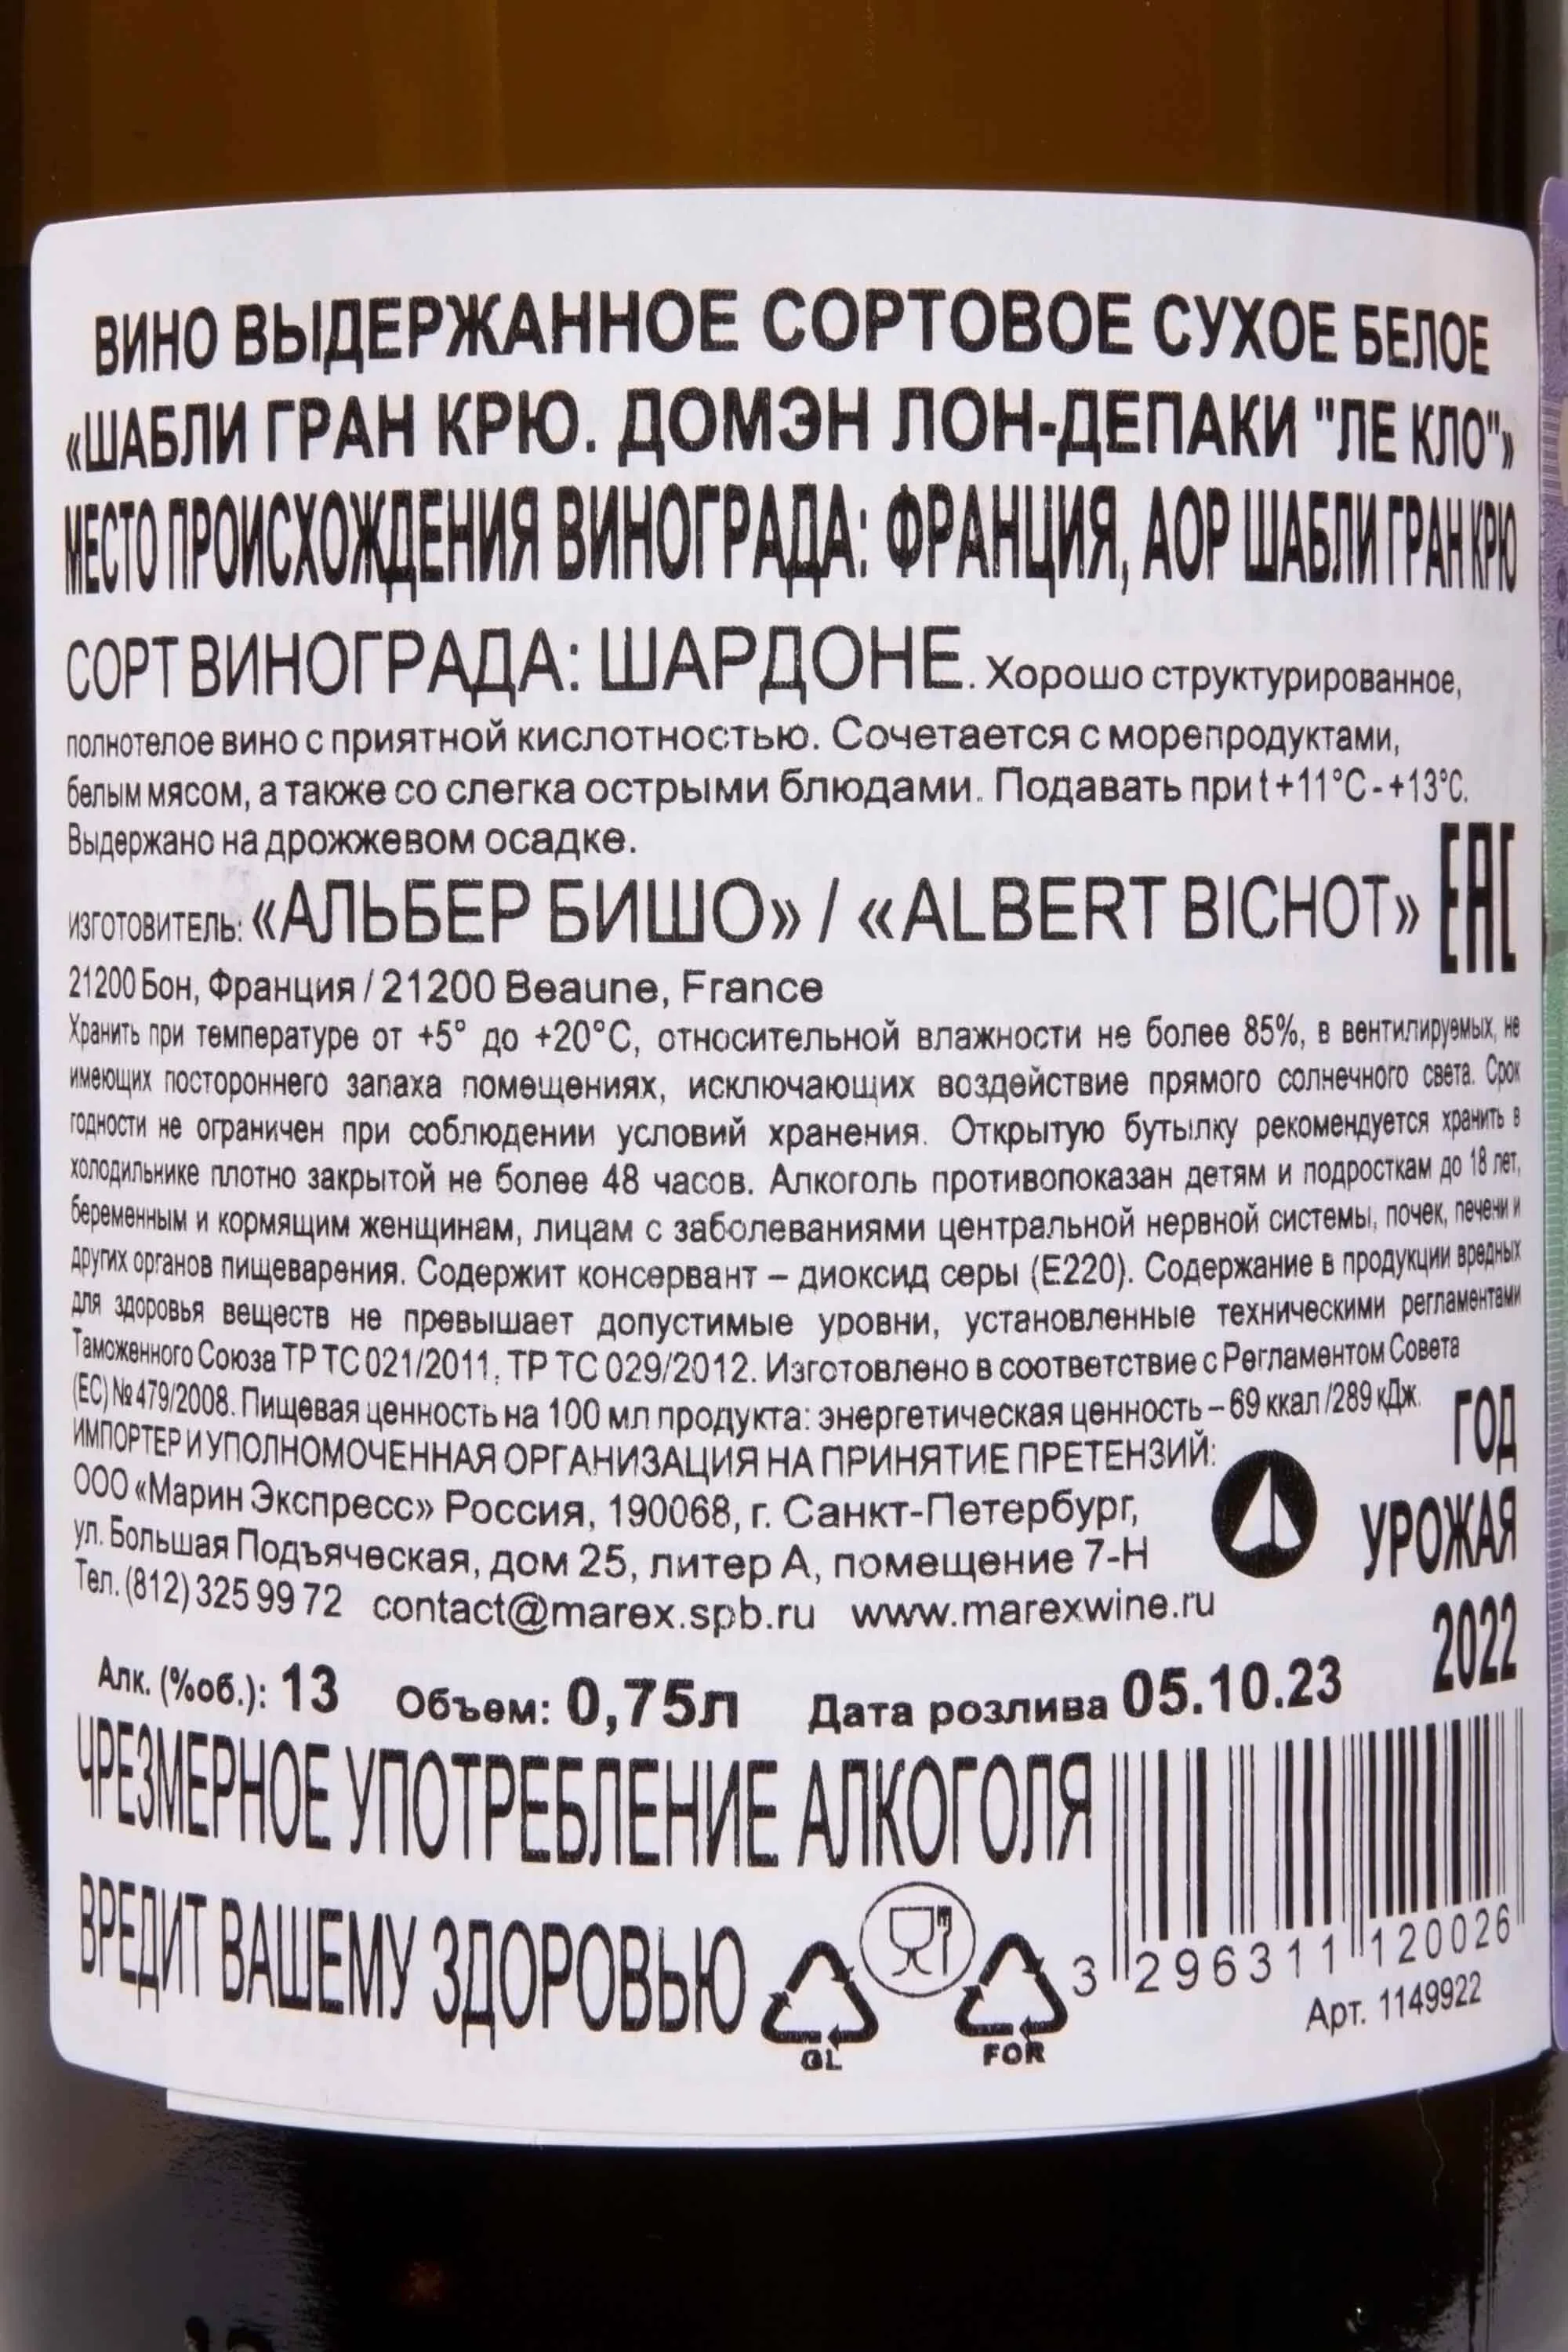 ВИНО ВЫДЕРЖАННОЕ СОРТОВОЕ СУХОЕ БЕЛОЕ
«ШАБЛИ ГРАН КРЮ. ДОМЭН ЛОН-ДЕПАКИ "ЛЕ КЛО"»
МЕСТО ПРОИСХОЖДЕНИЯ ВИНОГРАДА: ФРАНЦИЯ, АОР ШАБЛИ ГРАН КРЮ
СОРТ ВИНОГРАДА: ШАРДОНЕ. Хорошо структурированное,
полнотелое вино с приятной кислотностью. Сочетается с морепродуктами,
белым мясом, а также со слегка острыми блюдами. Подавать при t +11°C - +13°C.
Выдержано на дрожжевом осадке.
ИЗГОТОВИТЕЛЬ: «АЛЬБЕР БИШО» / «ALBERT BICHOT»
ЕАС
21200 Бон, Франция / 21200 Beaune, France
Хранить при температуре от +5° до +20°С, относительной влажности не более 85%, в вентилируемых, не
имеющих постороннего запаха помещениях, исключающих воздействие прямого солнечного света. Срок
годности не ограничен при соблюдении условий хранения. Открытую бутылку рекомендуется хранить в
холодильнике плотно закрытой не более 48 часов. Алкоголь противопоказан детям и подросткам до 18 лет,
беременным и кормящим женщинам, лицам с заболеваниями центральной нервной системы, почек, печени и
других органов пищеварения. Содержит консервант – диоксид серы (Е220). Содержание в продукции вредных
для здоровья веществ не превышает допустимые уровни, установленные техническими регламентами
Таможенного Союза ТР ТС 021/2011, ТР ТС 029/2012. Изготовлено в соответствие с Регламентом Совета
(ЕС) № 479/2008. Пищевая ценность на 100 мл продукта: энергетическая ценность – 69 ккал /289 кДж.
ИМПОРТЕР И УПОЛНОМОЧЕННАЯ ОРГАНИЗАЦИЯ НА ПРИНЯТИЕ ПРЕТЕНЗИЙ:
ООО «Марин Экспресс» Россия, 190068, г. Санкт-Петербург,
ул. Большая Подъяческая, дом 25, литер А, помещение 7-Н
Тел. (812) 325 99 72 contact@marex.spb.ru www.marexwine.ru
ГОД
УРОЖАЯ
2022
Алк. (%об.): 13 Объем: 0,75л Дата розлива 05.10.23
ЧРЕЗМЕРНОЕ УПОТРЕБЛЕНИЕ АЛКОГОЛЯ
ВРЕДИТ ВАШЕМУ ЗДОРОВЬЮ
GL
FOR
3 296311 120026
Арт. 1149922